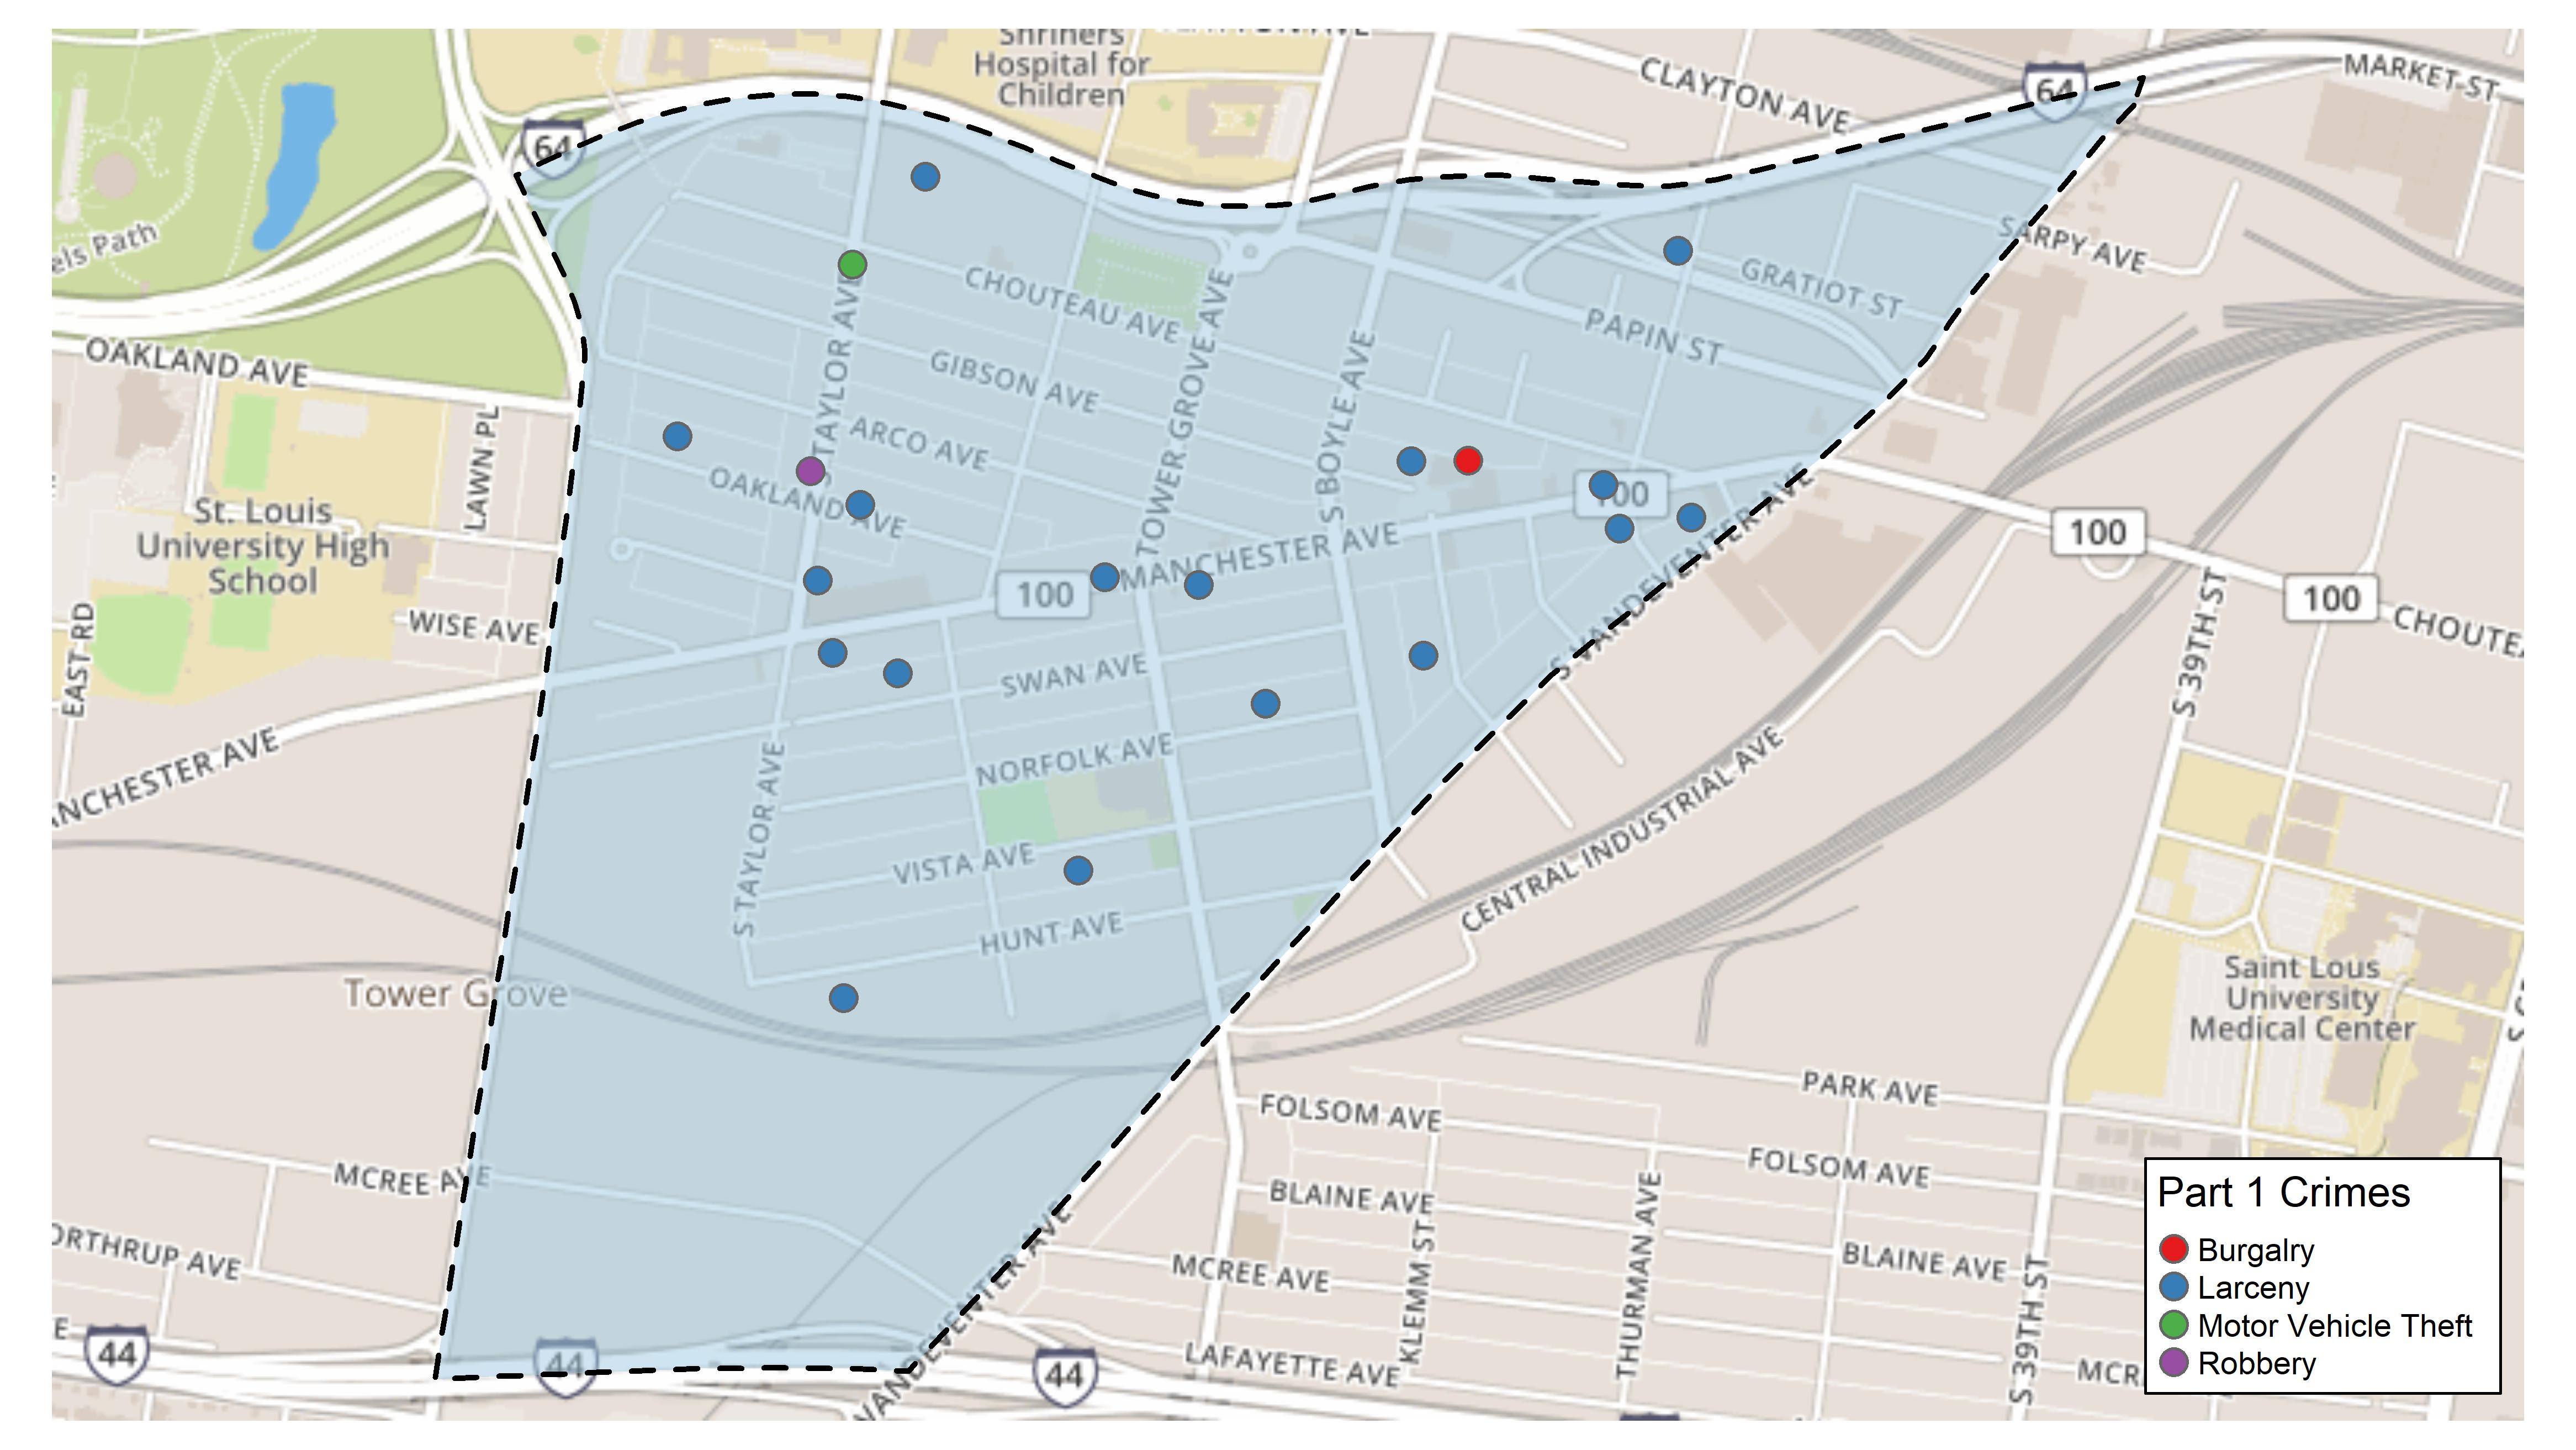 Shriners
Hospital for
Children
CLAYTON AVE
64
MARKET ST
64
els Path
SARPY AVE
GRATIOT ST
CHOUTEAU AVE
PAPIN ST
OAKLAND AVE
GIBSON AVE
S TAYLOR AVE
TOWER GROVE AVE
S BOYLE AVE
ARCO AVE
LAWN PL
OAKLAND AVE
100
St. Louis
University High
School
100
MANCHESTER AVE
100
100
S VANDEVENTER AVE
WISE AVE
EAST RD
CHOUTE
S 39TH ST
SWAN AVE
NORFOLK AVE
NCHESTER AVE
S TAYLOR AVE
CENTRAL INDUSTRIAL AVE
VISTA AVE
HUNT AVE
Tower Grove
Saint Lous
University
Medical Center
PARK AVE
FOLSOM AVE
FOLSOM AVE
MCREE AVE
BLAINE AVE
BLAINE AVE
ORTHRUP AVE
MCREE AVE
KLEMM ST
THURMAN AVE
S 39TH ST
VANDEVENTER AVE
LAFAYETTE AVE
44
44
44
MCR
Part 1 Crimes
Burgalry
Larceny
Motor Vehicle Theft
Robbery